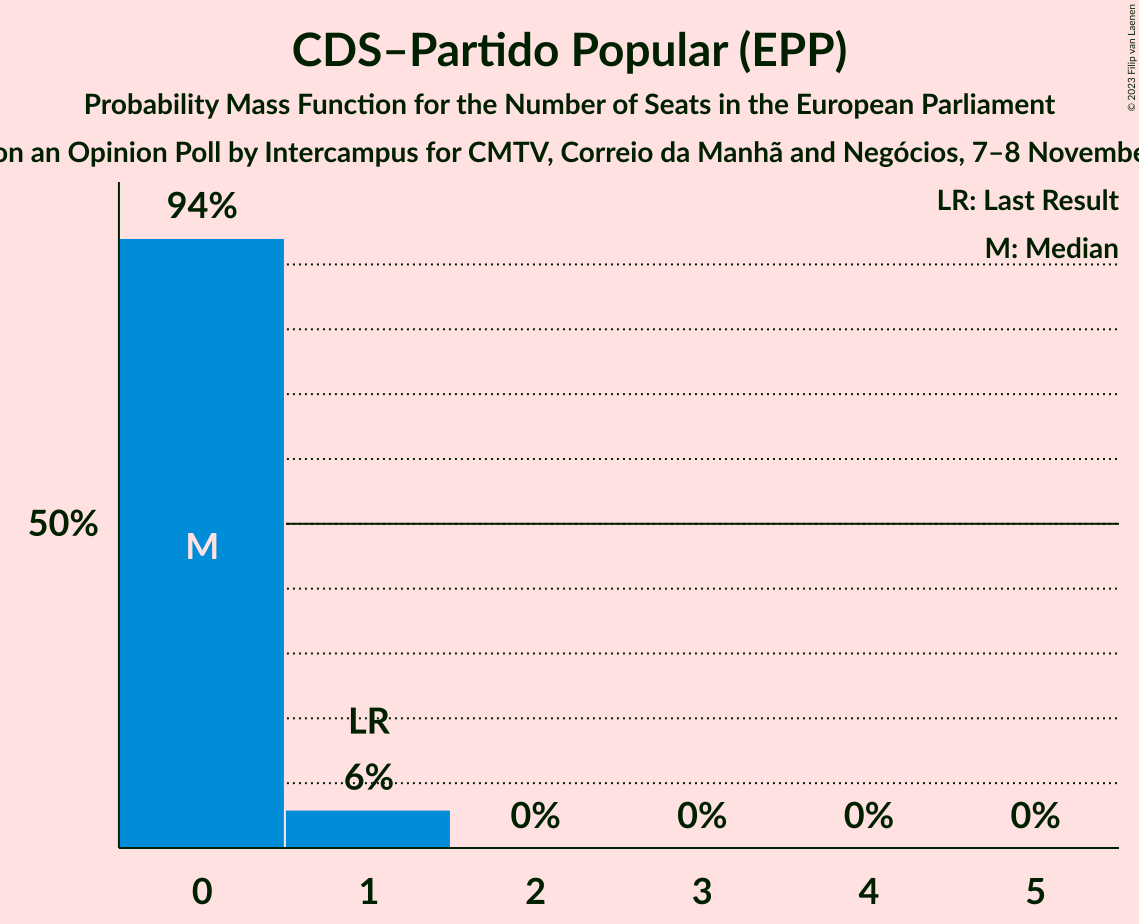 CDS–Partido Popular (EPP)
Probability Mass Function for the Number of Seats in the European Parliament
on an Opinion Poll by Intercampus for CMTV, Correio da Manhã and Negócios, 7–8
© 2023 Filip van Laenen
LR: Last Result
M: Median
94%
50%
M
LR
6%
0% 0% 0% 0%
0 1 2 3 4 5